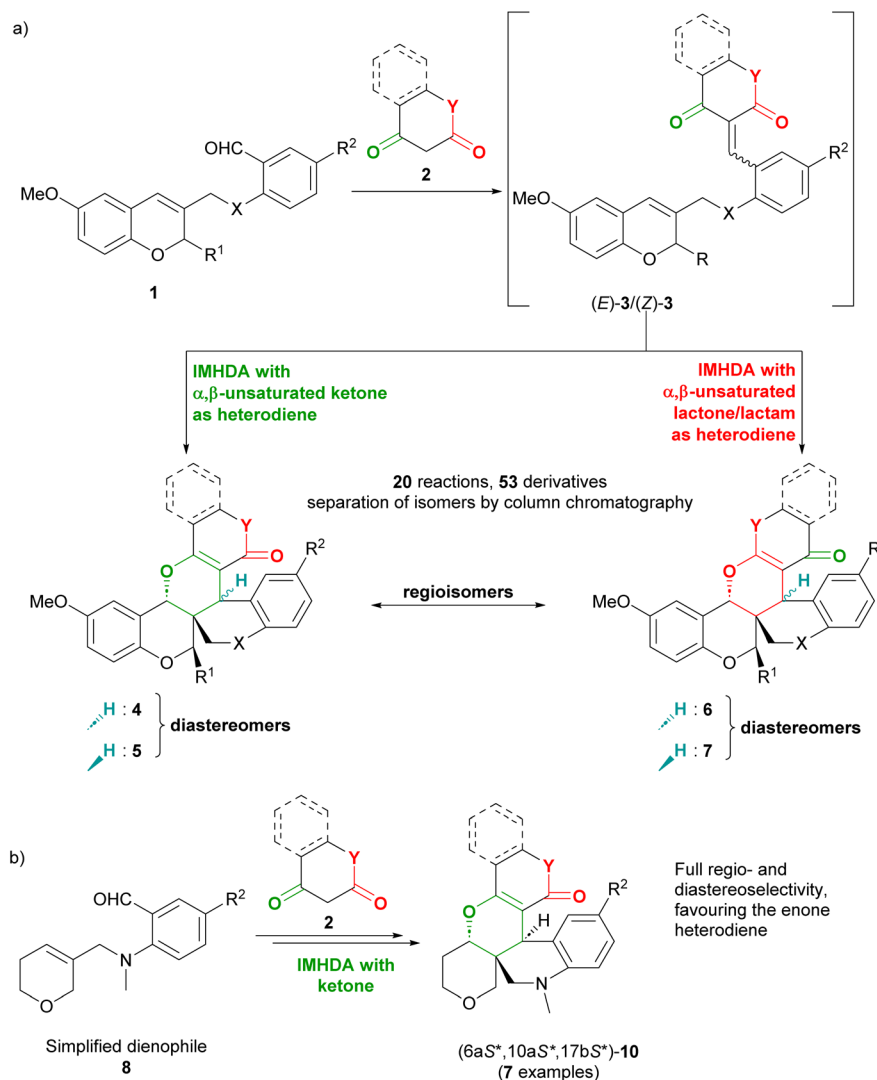 a)
OHC
R²
MeO
X
O
R¹
1
Y
O
O
2
Y
O
O
R²
MeO
X
O
R
(E)-3/(Z)-3
IMHDA with
α,β-unsaturated ketone
as heterodiene
IMHDA with
α,β-unsaturated
lactone/lactam
as heterodiene
20 reactions, 53 derivatives
separation of isomers by column chromatography
Y
O
O
H
R²
MeO
X
O
R¹
regioisomers
Y
O
O
H
R
MeO
X
O
R¹
H : 4
H : 5
diastereomers
H : 6
H : 7
diastereomers
b)
OHC
R²
N
O
Simplified dienophile
8
Y
O
O
2
IMHDA with
ketone
Y
O
O
H
R²
N
O
(6aS*,10aS*,17bS*)-10
(7 examples)
Full regio- and
diastereoselectivity,
favouring the enone
heterodiene